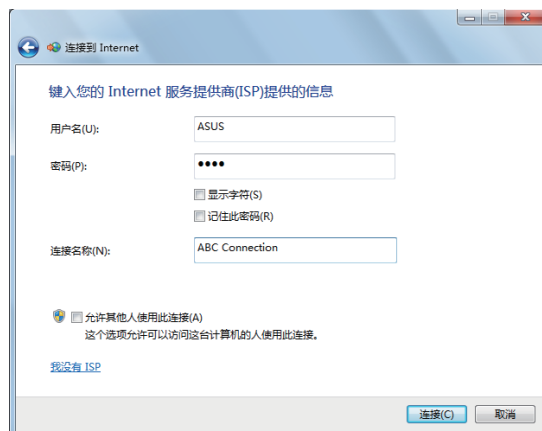 连接到 Internet
键入您的 Internet 服务提供商(ISP)提供的信息
用户名(U):
ASUS
密码(P):
●●●●
显示字符(S)
记住此密码(R)
连接名称(N):
ABC Connection
允许其他人使用此连接(A)
这个选项允许可以访问这台计算机的人使用此连接。
我没有 ISP
连接(C)
取消